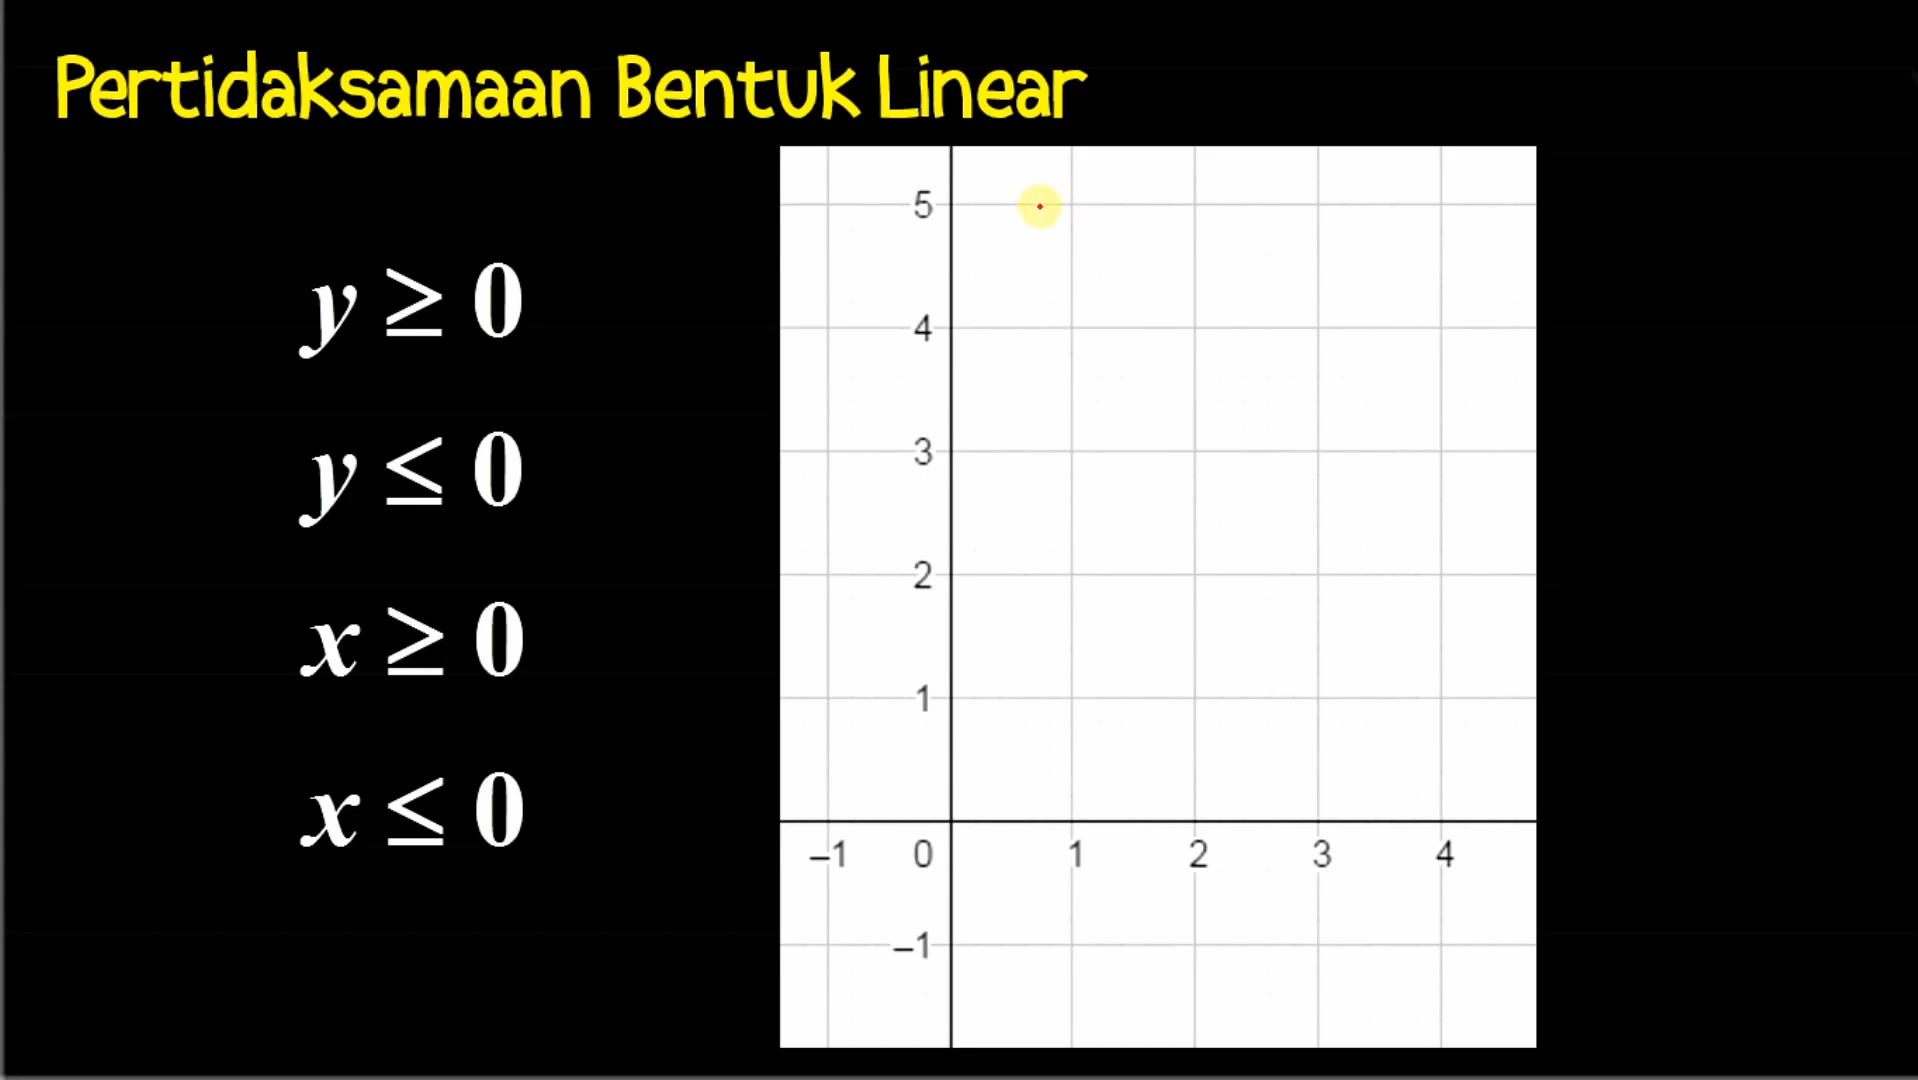 Pertidaksamaan Bentuk Linear
y ≥ 0
y ≤ 0
x ≥ 0
x ≤ 0
5
4
3
2
1
−1 0 1 2 3 4
−1